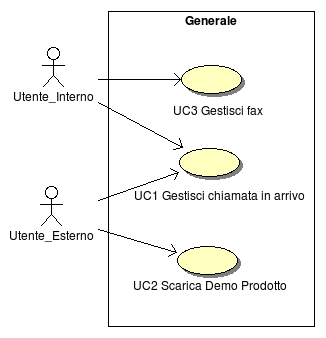 Generale
Utente_Interno
UC3 Gestisci fax
UC1 Gestisci chiamata in arrivo
Utente_Esterno
UC2 Scarica Demo Prodotto